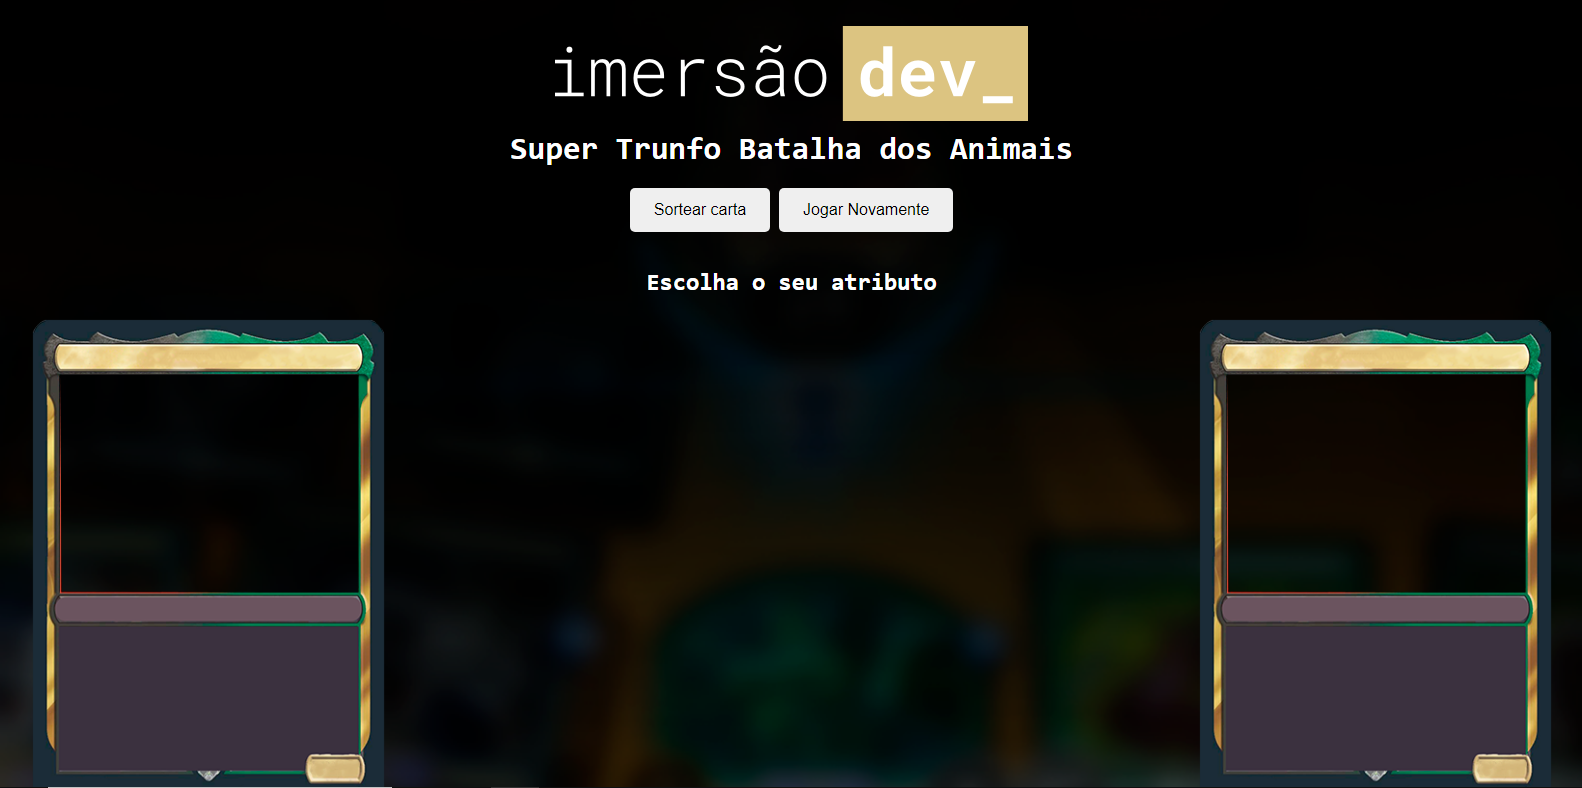 imersão dev_
Super Trunfo Batalha dos Animais
Sortear carta Jogar Novamente
Escolha o seu atributo